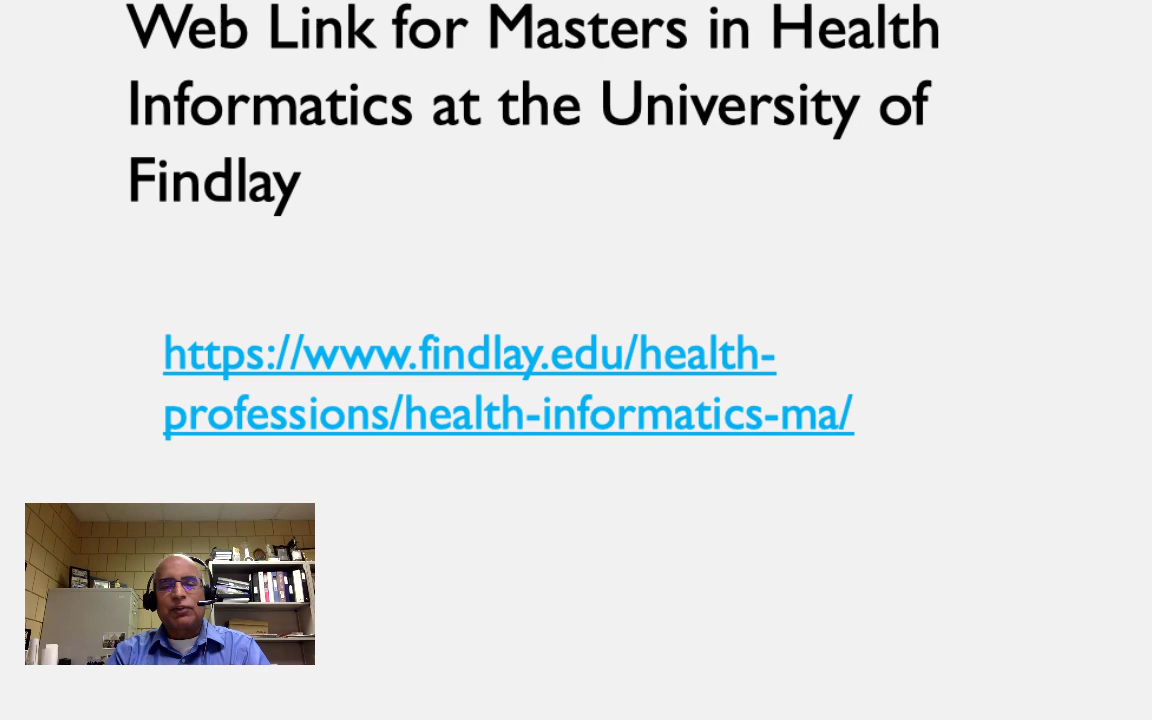 Web Link for Masters in Health
Informatics at the University of
Findlay
https://www.findlay.edu/health-
professions/health-informatics-ma/